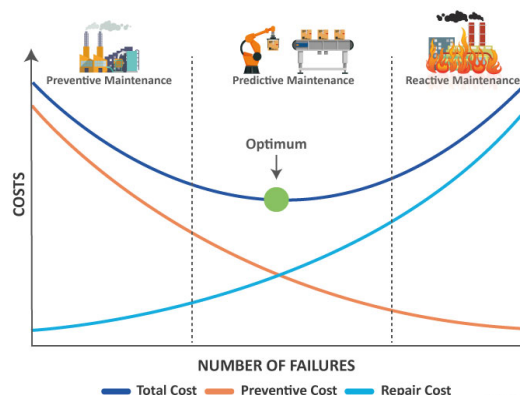 Preventive Maintenance
Predictive Maintenance
Reactive Maintenance
Optimum
COSTS
NUMBER OF FAILURES
Total Cost
Preventive Cost
Repair Cost